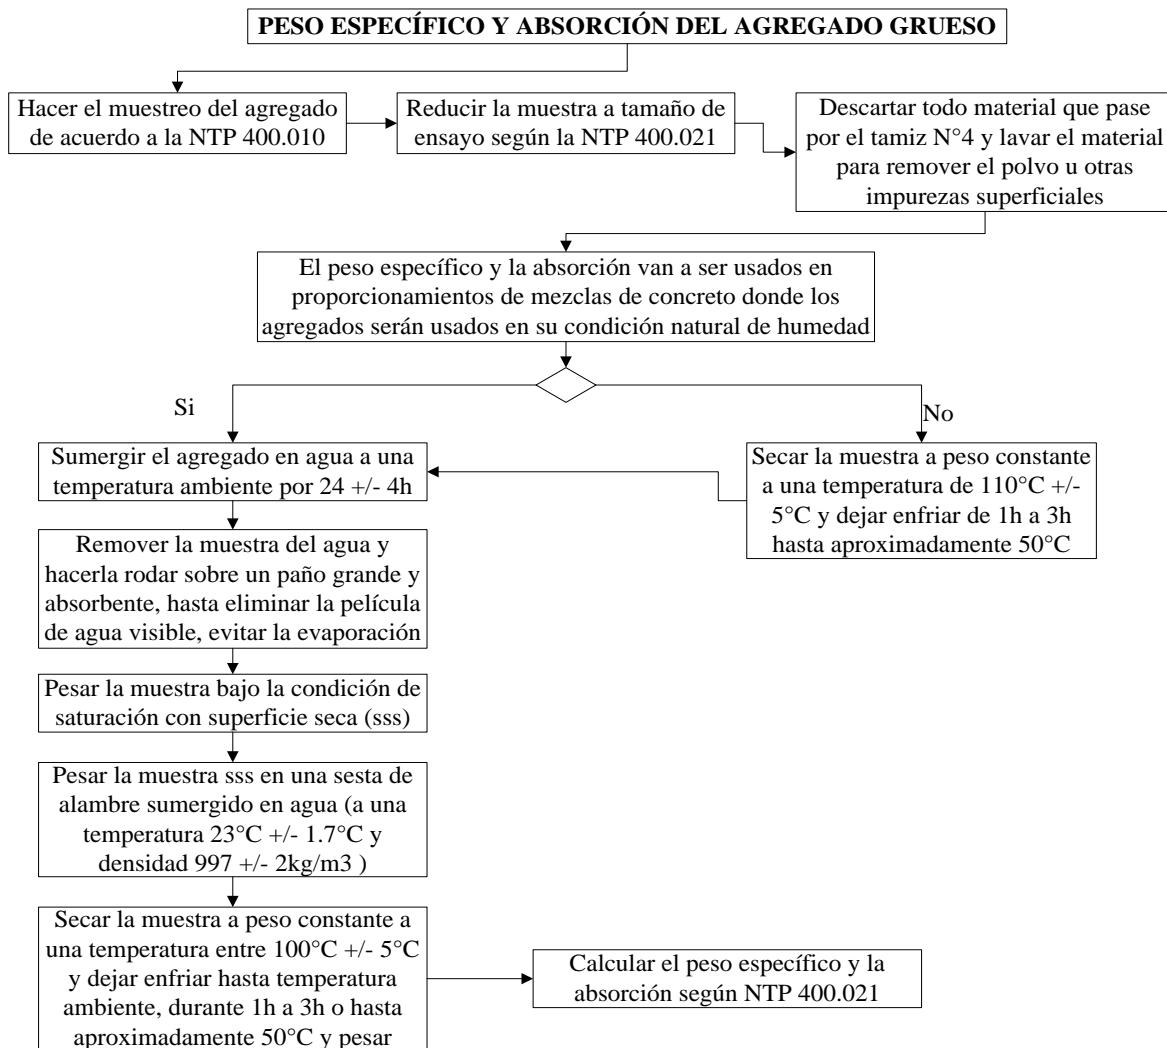 PESO ESPECÍFICO Y ABSORCIÓN DEL AGREGADO GRUESO
Hacer el muestreo del agregado
de acuerdo a la NTP 400.010
Reducir la muestra a tamaño de
ensayo según la NTP 400.021
Descartar todo material que pase
por el tamiz N°4 y lavar el material
para remover el polvo u otras
impurezas superficiales
El peso específico y la absorción van a ser usados en
proporcionamientos de mezclas de concreto donde los
agregados serán usados en su condición natural de humedad
Si
No
Sumergir el agregado en agua a una
temperatura ambiente por 24 +/- 4h
Secar la muestra a peso constante
a una temperatura de 110°C +/-
5°C y dejar enfriar de 1h a 3h
hasta aproximadamente 50°C
Remover la muestra del agua y
hacerla rodar sobre un paño grande y
absorbente, hasta eliminar la película
de agua visible, evitar la evaporación
Pesar la muestra bajo la condición de
saturación con superficie seca (sss)
Pesar la muestra sss en una sesta de
alambre sumergido en agua (a una
temperatura 23°C +/- 1.7°C y
densidad 997 +/- 2kg/m3 )
Secar la muestra a peso constante a
una temperatura entre 100°C +/- 5°C
y dejar enfriar hasta temperatura
ambiente, durante 1h a 3h o hasta
aproximadamente 50°C y pesar
Calcular el peso específico y la
absorción según NTP 400.021